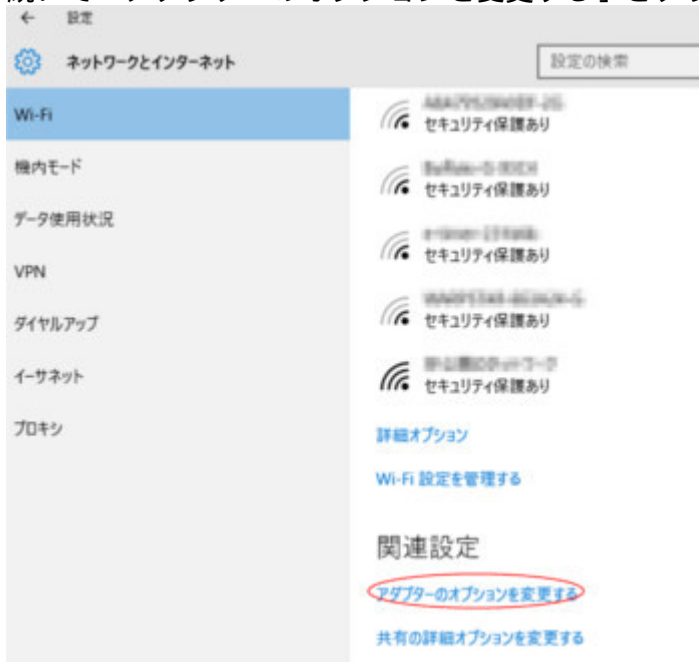 設定
ネットワークとインターネット
設定の検索
Wi-Fi
機内モード
データ使用状況
VPN
ダイヤルアップ
イーサネット
プロキシ
セキュリティ保護あり
セキュリティ保護あり
セキュリティ保護あり
セキュリティ保護あり
セキュリティ保護あり
詳細オプション
Wi-Fi 設定を管理する
関連設定
アダプターのオプションを変更する
共有の詳細オプションを変更する